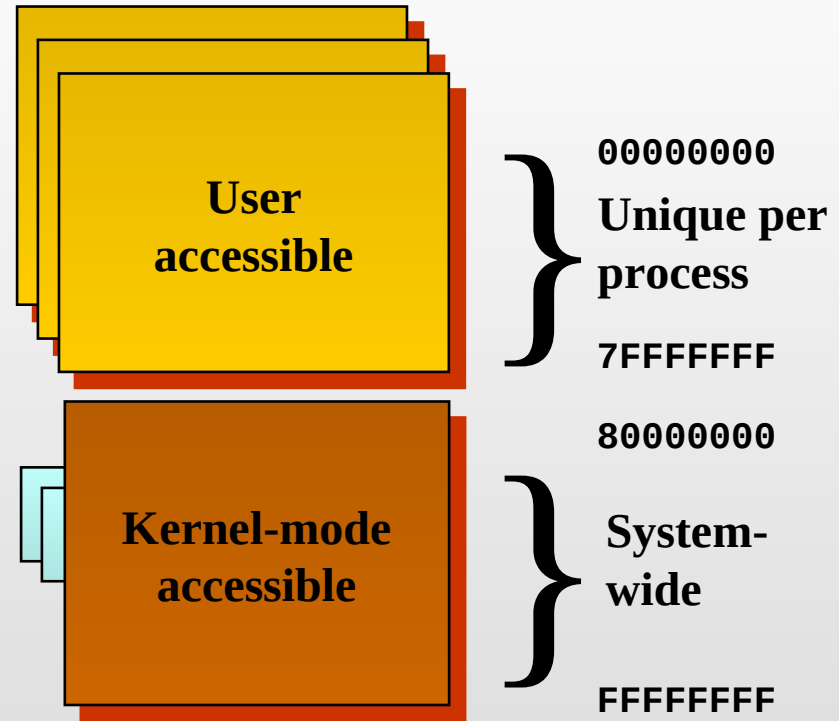 User
accessible
00000000
Unique per
process
7FFFFFFF
80000000
Kernel-mode
accessible
System-
wide
FFFFFFFF